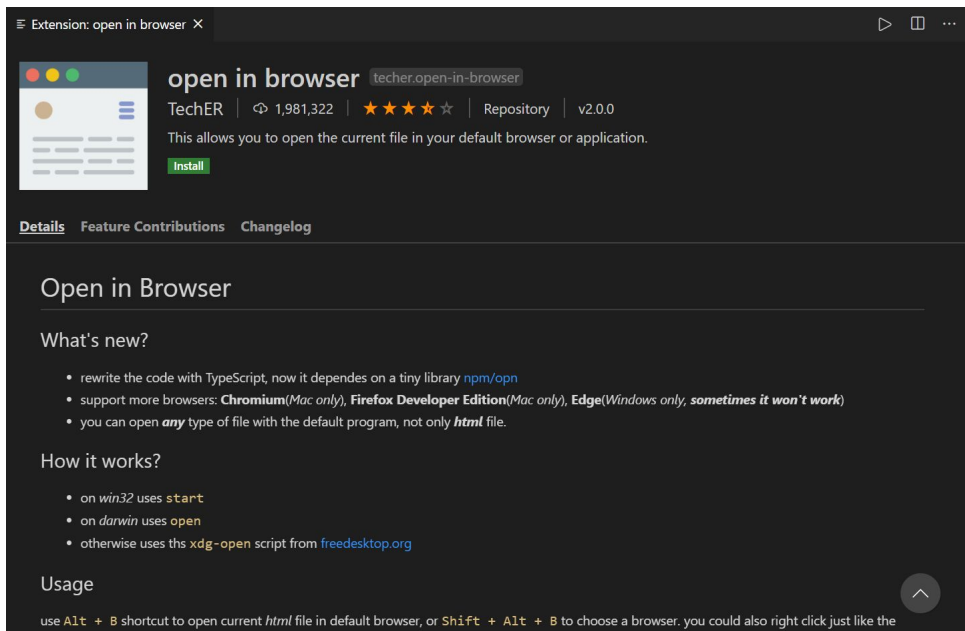 Extension: open in browser
open in browser techer.open-in-browser
TechER 1,981,322 Repository v2.0.0
This allows you to open the current file in your default browser or application.
Install
Details Feature Contributions Changelog
Open in Browser
What's new?
rewrite the code with TypeScript, now it dependes on a tiny library npm/opn
support more browsers: Chromium(Mac only), Firefox Developer Edition(Mac only), Edge(Windows only, sometimes it won't work)
you can open any type of file with the default program, not only html file.
How it works?
on win32 uses start
on darwin uses open
otherwise uses ths xdg-open script from freedesktop.org
Usage
use Alt + B shortcut to open current html file in default browser, or Shift + Alt + B to choose a browser. you could also right click just like the